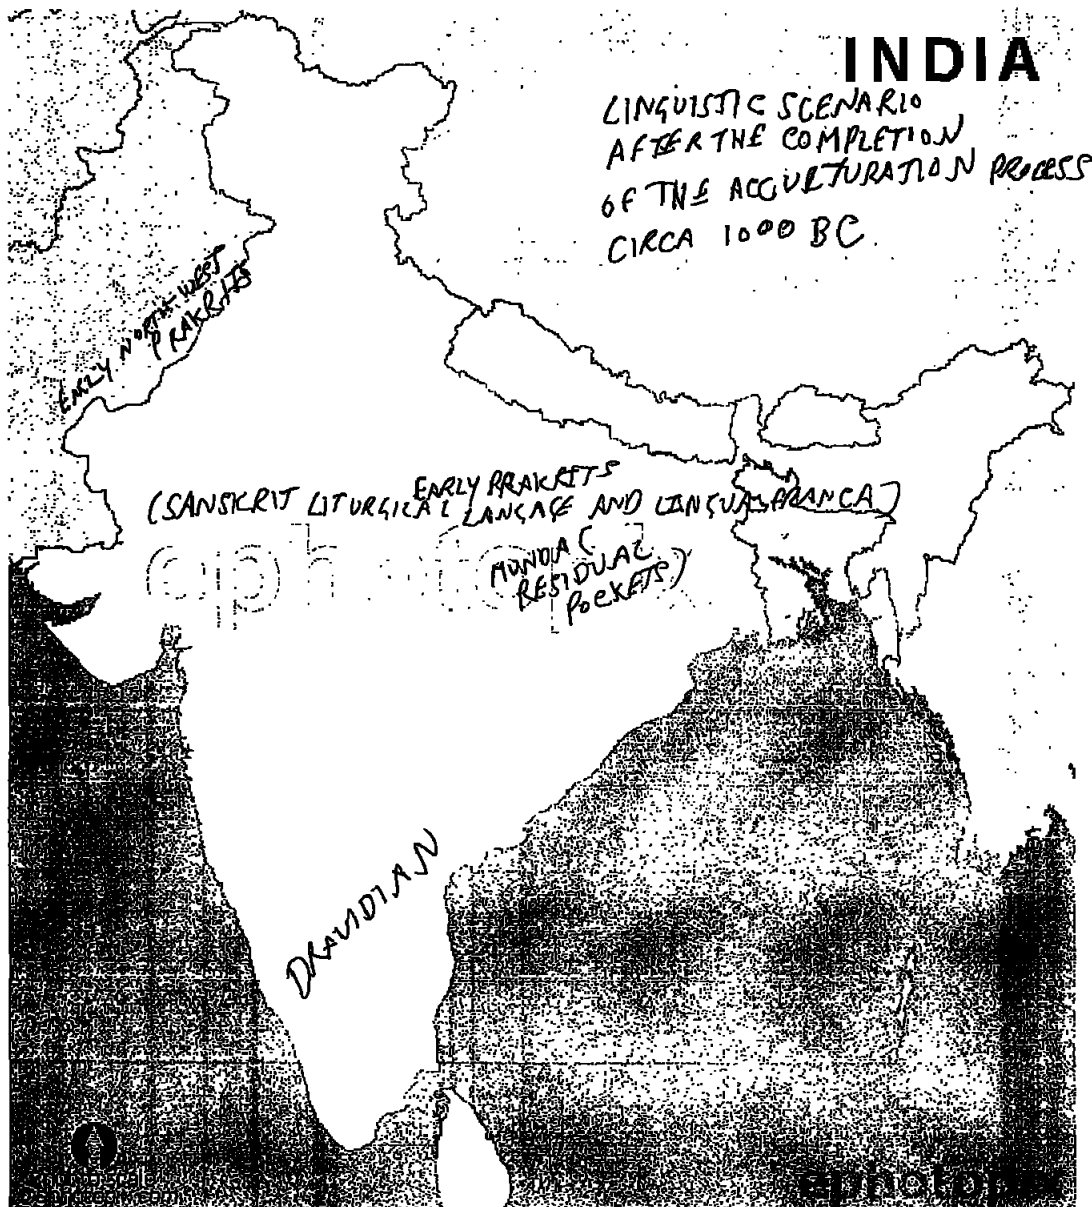 INDIA
LINGUISTIC SCENARIO
AFTER THE COMPLETION
OF THE ACCULTURATION PROCESS
CIRCA 1000 BC
EARLY NORTH-WEST
PRAKRITS
EARLY PRAKRITS
(SANSKRIT LITURGICAL LANGAGE AND LINGUA FRANCA)
MUNDA (
RESIDUAL
POCKETS)
DRAVIDIAN
ephotopix